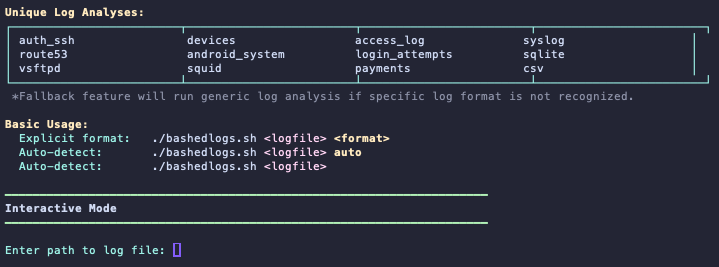 Unique Log Analyses:
auth_ssh devices access_log syslog
route53 android_system login_attempts sqlite
vsftpd squid payments csv
*Fallback feature will run generic log analysis if specific log format is not recognized.
Basic Usage:
Explicit format: ./bashedlogs.sh <logfile> <format>
Auto-detect: ./bashedlogs.sh <logfile> auto
Auto-detect: ./bashedlogs.sh <logfile>
Interactive Mode
Enter path to log file: